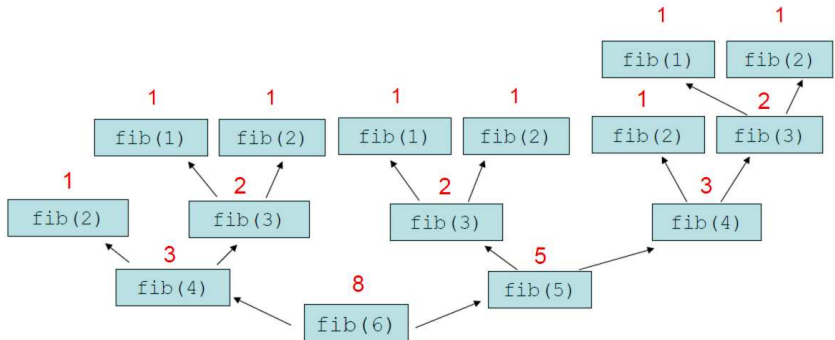 1 1
fib(1) fib(2)
1 1 1 1 1 2
fib(1) fib(2) fib(1) fib(2) fib(2) fib(3)
1 2 2 3
fib(2) fib(3) fib(3) fib(4)
3 5
fib(4) fib(5)
8
fib(6)